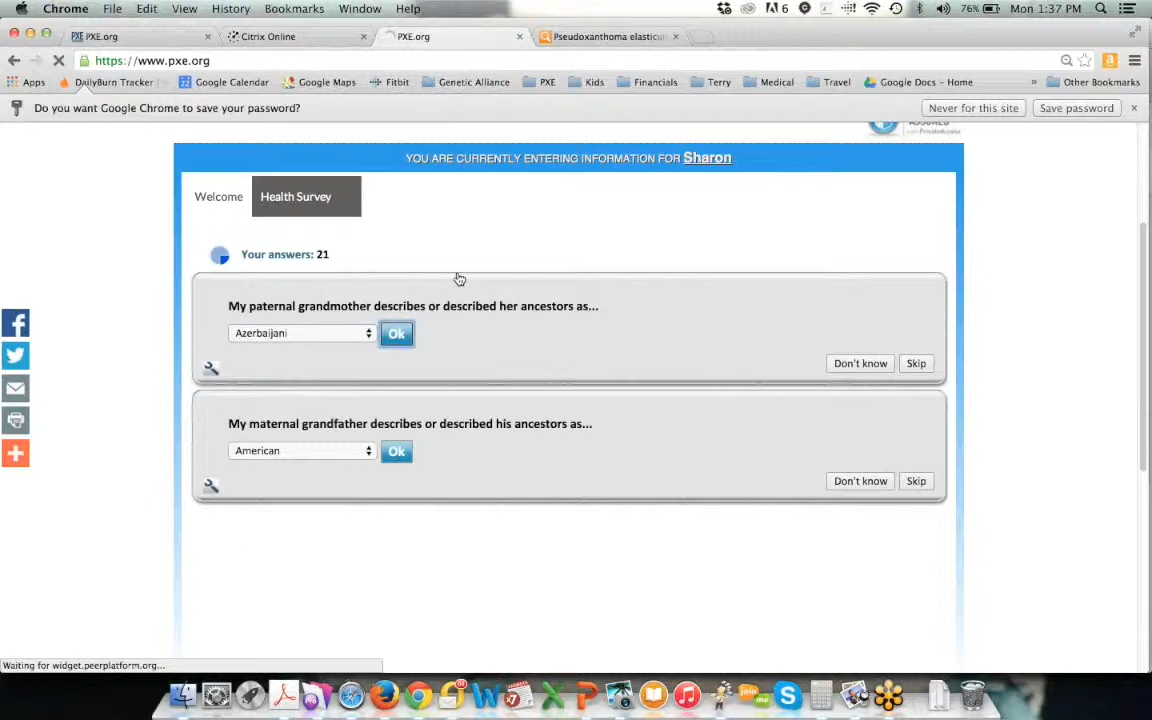 Chrome File Edit View History Bookmarks Window Help
6
76%
Mon 1:37 PM
PXE PXE.org
Citrix Online
PXE.org
Pseudoxanthoma elasticum
https://www.pxe.org
Apps
DailyBurn Tracker
22 Google Calendar
Google Maps
Fitbit
Genetic Alliance
PXE
Kids
Financials
Terry
Medical
Travel
Google Docs - Home
» Other Bookmarks
Do you want Google Chrome to save your password?
Never for this site
Save password
YOU ARE CURRENTLY ENTERING INFORMATION FOR Sharon
Welcome
Health Survey
Your answers: 21
My paternal grandmother describes or described her ancestors as...
Azerbaijani
Ok
Don't know
Skip
My maternal grandfather describes or described his ancestors as...
American
Ok
Don't know
Skip
Waiting for widget.peerplatform.org...